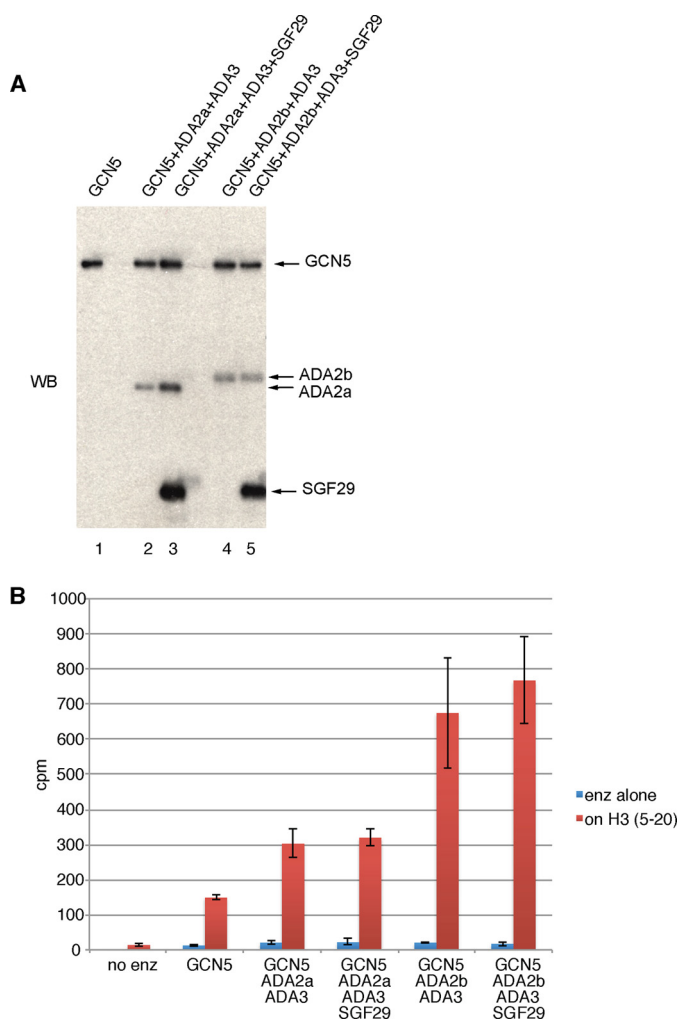 A
GCN5
GCN5+ADA2a+ADA3
GCN5+ADA2a+ADA3+SGF29
GCN5+ADA2b+ADA3
GCN5+ADA2b+ADA3+SGF29
GCN5
WB
ADA2b
ADA2a
SGF29
1 2 3 4 5
B
1000
900
800
700
600
500
400
300
200
100
0
cpm
enz alone
on H3 (5-20)
no enz
GCN5
GCN5
ADA2a
ADA3
GCN5
ADA2a
ADA3
SGF29
GCN5
ADA2b
ADA3
GCN5
ADA2b
ADA3
SGF29